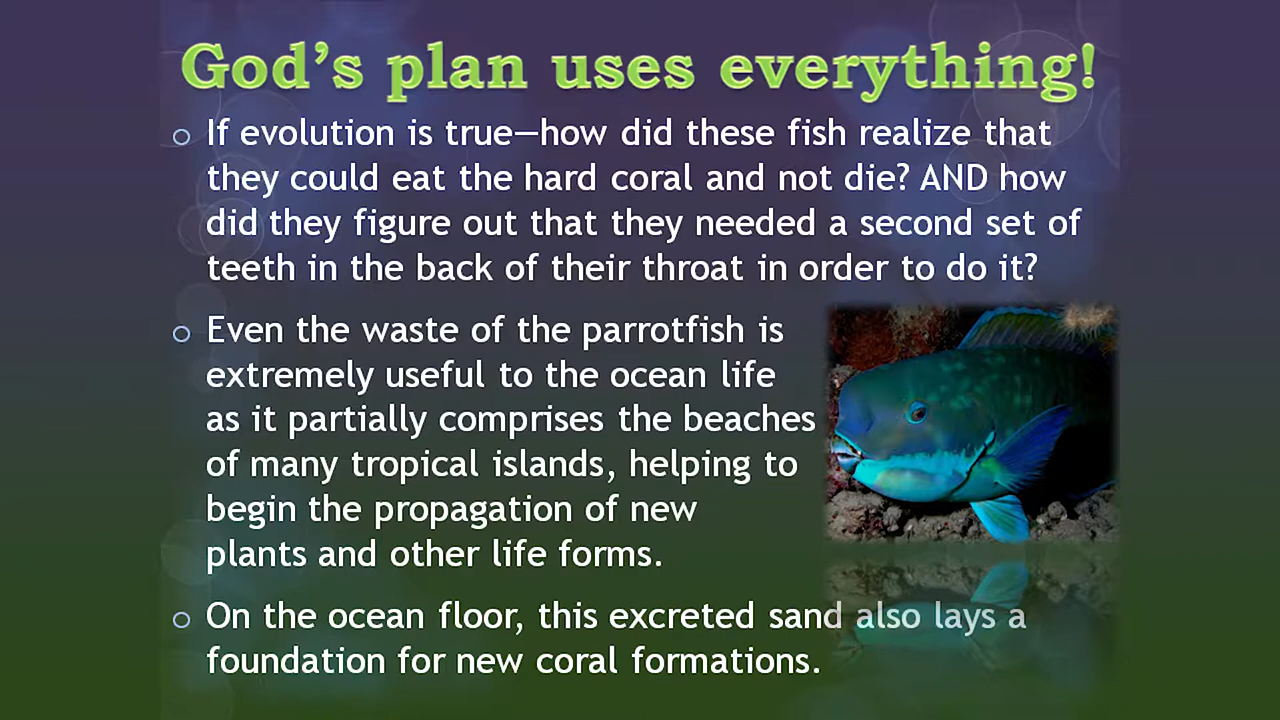 God's plan uses everything!
If evolution is true—how did these fish realize that
they could eat the hard coral and not die? AND how
did they figure out that they needed a second set of
teeth in the back of their throat in order to do it?
Even the waste of the parrotfish is
extremely useful to the ocean life
as it partially comprises the beaches
of many tropical islands, helping to
begin the propagation of new
plants and other life forms.
On the ocean floor, this excreted sand also lays a
foundation for new coral formations.